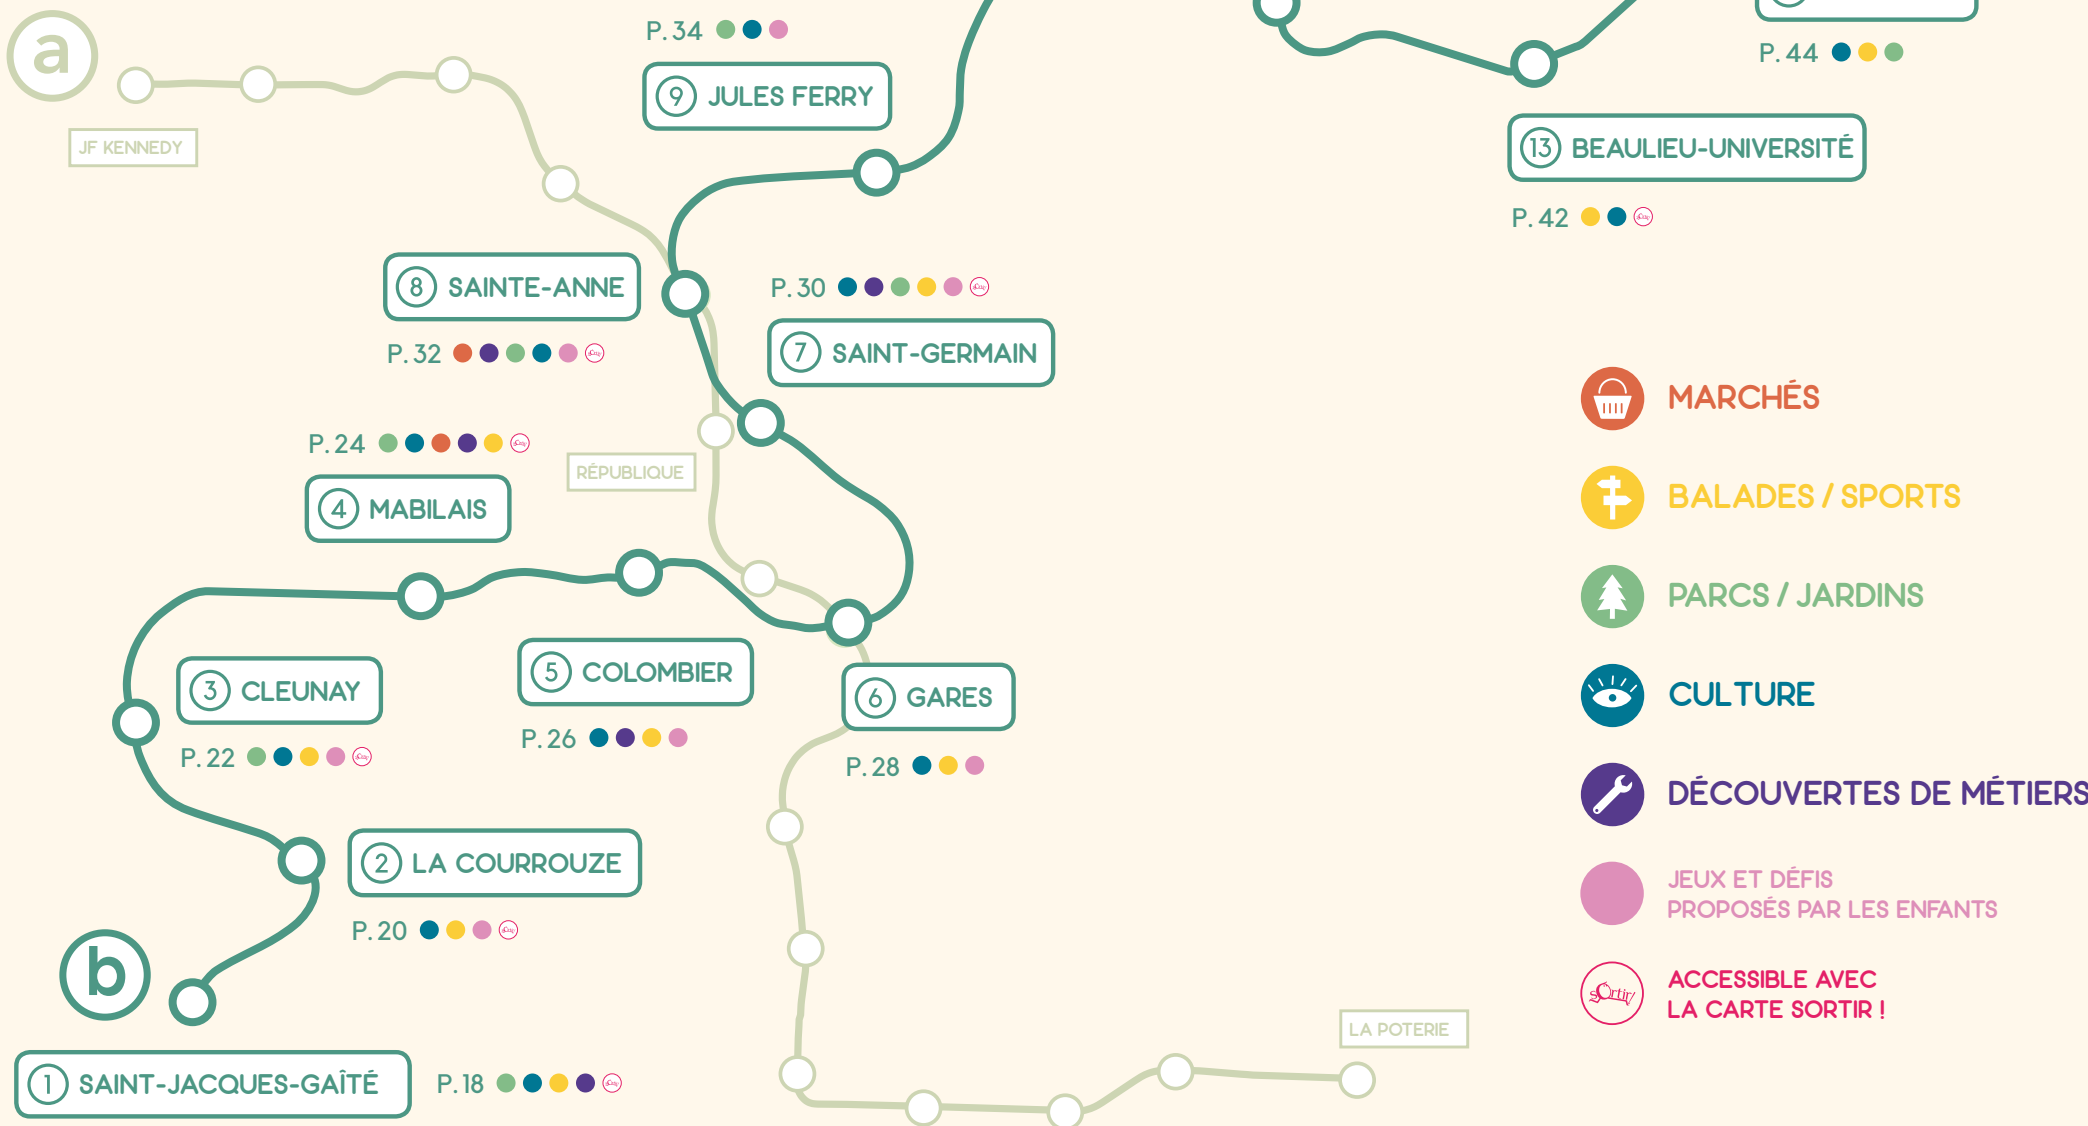 a
JF KENNEDY
P. 34
9 JULES FERRY
P. 44
13 BEAULIEU-UNIVERSITÉ
P. 42
8 SAINTE-ANNE
P. 32
P. 30
7 SAINT-GERMAIN
P. 24
4 MABILAIS
RÉPUBLIQUE
3 CLEUNAY
P. 22
5 COLOMBIER
P. 26
6 GARES
P. 28
2 LA COURROUZE
P. 20
b
1 SAINT-JACQUES-GAÎTÉ
P. 18
LA POTERIE
MARCHÉS
BALADES / SPORTS
PARCS / JARDINS
CULTURE
DÉCOUVERTES DE MÉTIERS
JEUX ET DÉFIS
PROPOSÉS PAR LES ENFANTS
sOrtir!
ACCESSIBLE AVEC
LA CARTE SORTIR !